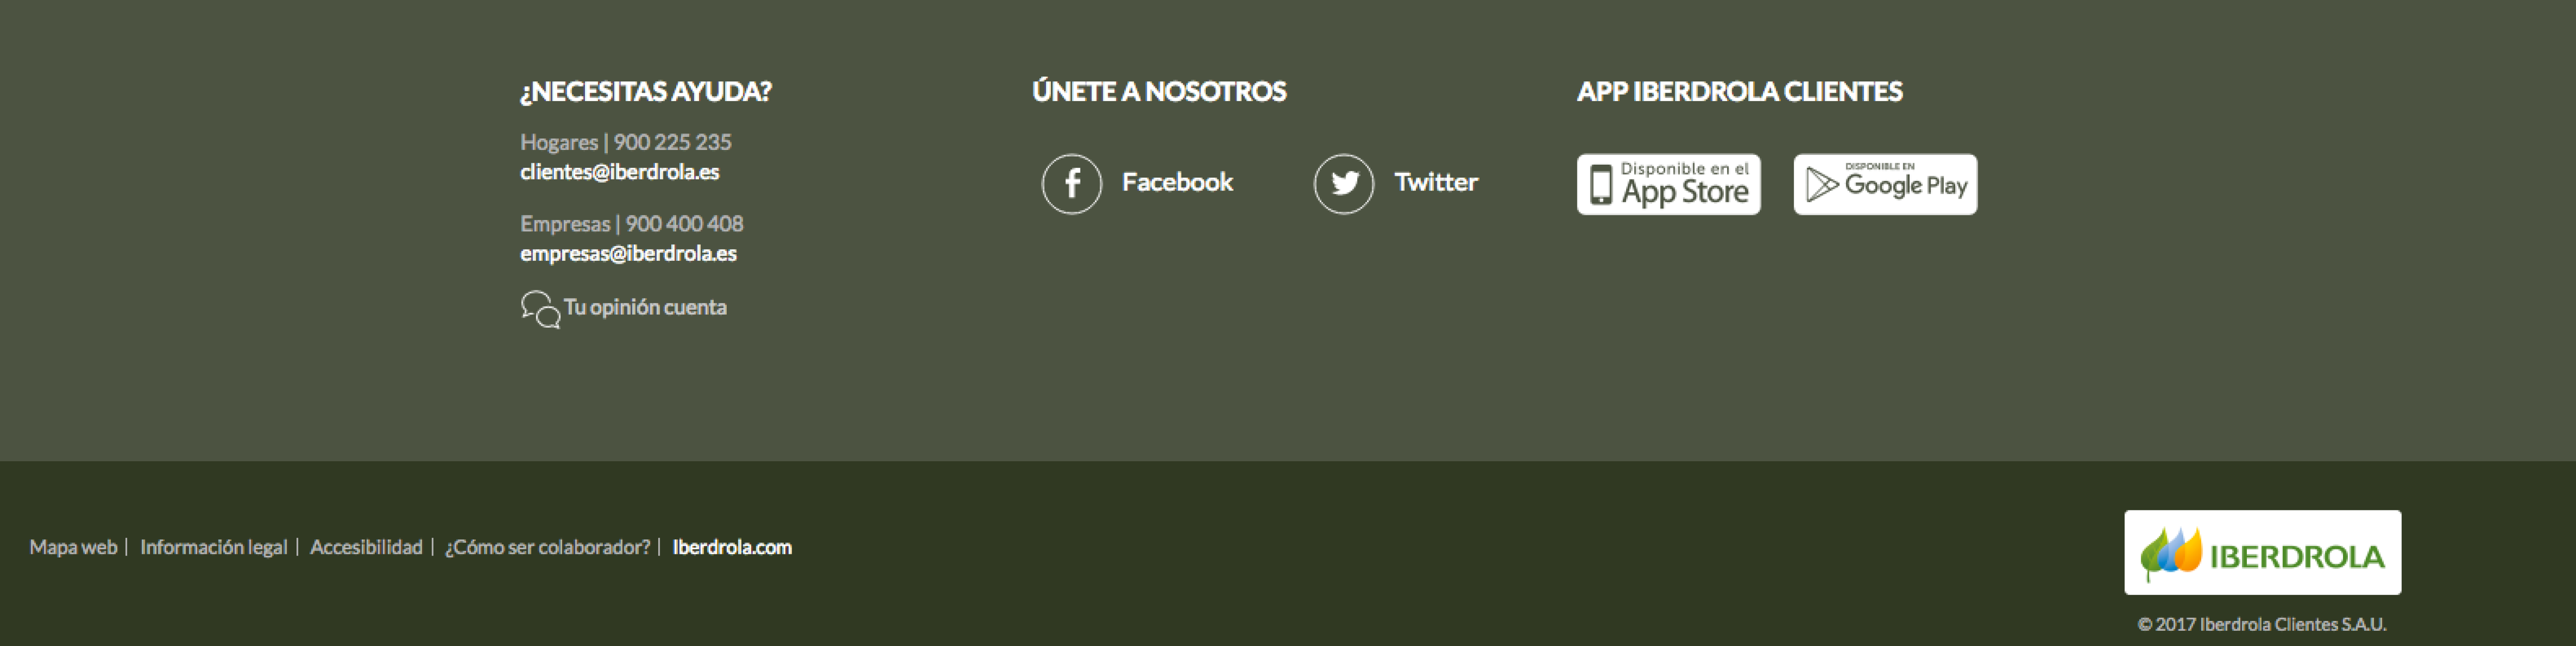 ¿NECESITAS AYUDA?
Hogares | 900 225 235
clientes@iberdrola.es
Empresas | 900 400 408
empresas@iberdrola.es
Tu opinión cuenta
ÚNETE A NOSOTROS
Facebook
Twitter
APP IBERDROLA CLIENTES
Disponible en el
App Store
DISPONIBLE EN
Google Play
Mapa web | Información legal | Accesibilidad | ¿Cómo ser colaborador? | Iberdrola.com
IBERDROLA
© 2017 Iberdrola Clientes S.A.U.